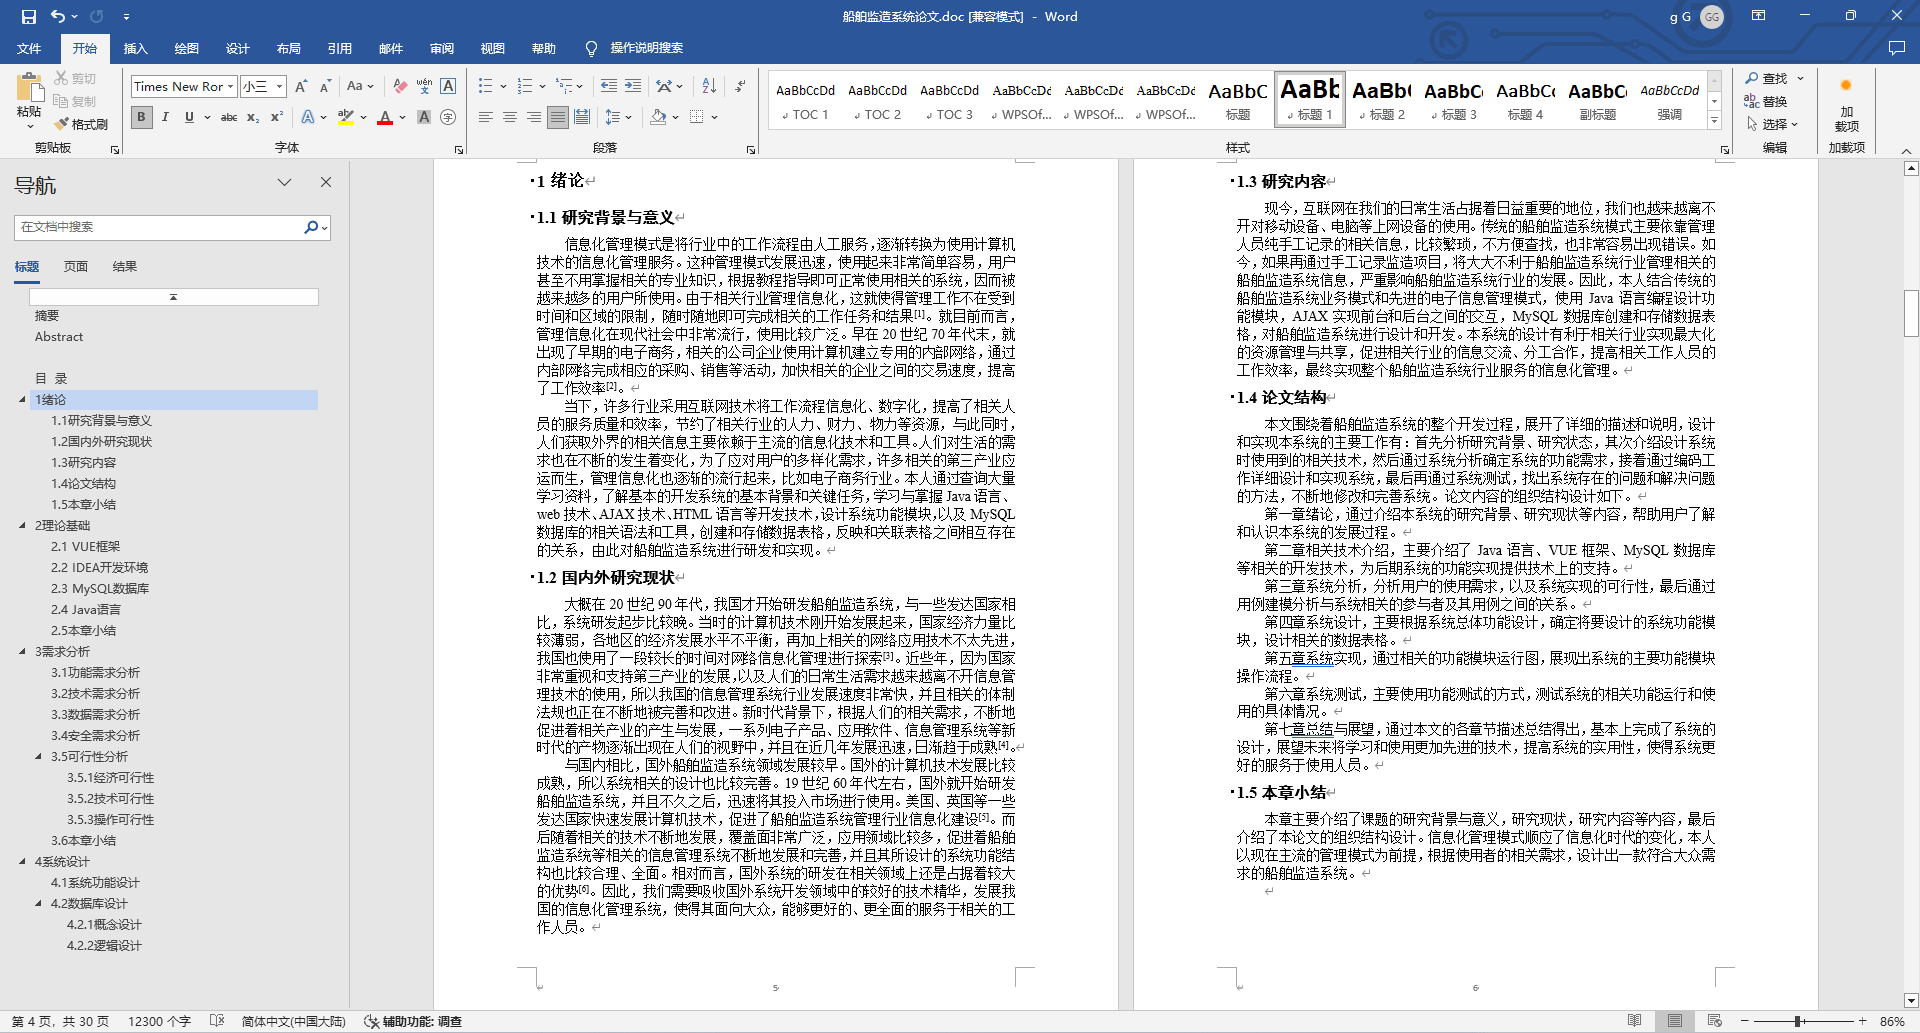 船舶监造系统论文.doc [兼容模式] - Word
g G
GG
文件 开始 插入 绘图 设计 布局 引用 邮件 审阅 视图 帮助 操作说明搜索
粘贴
剪切
复制
格式刷
剪贴板
Times New Ror 小三
Aa
wén
A
B I U abc x₂ x²
字体
段落
AaBbCcDd AaBbCcDd AaBbCcDd AaBbCcDd AaBbCcDd AaBbCcDd AaBbC AaBb AaBb( AaBbC AaBbC AaBbC AaBbCcDd
TOC 1 TOC 2 TOC 3 WPSOf... WPSOf... WPSOf... 标题 标题 1 标题 2 标题 3 标题 4 副标题 强调
样式
查找
替换
选择
编辑
加载项
加载项
导航
在文档中搜索
标题 页面 结果
摘要
Abstract
目 录
1绪论
1.1研究背景与意义
1.2国内外研究现状
1.3研究内容
1.4论文结构
1.5本章小结
2理论基础
2.1 VUE框架
2.2 IDEA开发环境
2.3 MySQL数据库
2.4 Java语言
2.5本章小结
3需求分析
3.1功能需求分析
3.2技术需求分析
3.3数据需求分析
3.4安全需求分析
3.5可行性分析
3.5.1经济可行性
3.5.2技术可行性
3.5.3操作可行性
3.6本章小结
4系统设计
4.1系统功能设计
4.2数据库设计
4.2.1概念设计
4.2.2逻辑设计
1 绪论
1.1 研究背景与意义
信息化管理模式是将行业中的工作流程由人工服务，逐渐转换为使用计算机
技术的信息化管理服务。这种管理模式发展迅速，使用起来非常简单容易，用户
甚至不用掌握相关的专业知识，根据教程指导即可正常使用相关的系统，因而被
越来越多的用户所使用。由于相关行业管理信息化，这就使得管理工作不在受到
时间和区域的限制，随时随地即可完成相关的工作任务和结果[1]。就目前而言，
管理信息化在现代社会中非常流行，使用比较广泛。早在 20 世纪 70 年代末，就
出现了早期的电子商务，相关的公司企业使用计算机建立专用的内部网络，通过
内部网络完成相应的采购、销售等活动，加快相关的企业之间的交易速度，提高
了工作效率[2]。
当下，许多行业采用互联网技术将工作流程信息化、数字化，提高了相关人
员的服务质量和效率，节约了相关行业的人力、财力、物力等资源，与此同时，
人们获取外界的相关信息主要依赖于主流的信息化技术和工具。人们对生活的需
求也在不断的发生着变化，为了应对用户的多样化需求，许多相关的第三产业应
运而生，管理信息化也逐渐的流行起来，比如电子商务行业。本人通过查询大量
学习资料，了解基本的开发系统的基本背景和关键任务，学习与掌握 Java 语言、
web 技术、AJAX 技术、HTML 语言等开发技术，设计系统功能模块，以及 MySQL
数据库的相关语法和工具，创建和存储数据表格，反映和关联表格之间相互存在
的关系，由此对船舶监造系统进行研发和实现。
1.2 国内外研究现状
大概在 20 世纪 90 年代，我国才开始研发船舶监造系统，与一些发达国家相
比，系统研发起步比较晚。当时的计算机技术刚开始发展起来，国家经济力量比
较薄弱，各地区的经济发展水平不平衡，再加上相关的网络应用技术不太先进，
我国也使用了一段较长的时间对网络信息化管理进行探索[3]。近些年，因为国家
非常重视和支持第三产业的发展，以及人们的日常生活需求越来越离不开信息管
理技术的使用，所以我国的信息管理系统行业发展速度非常快，并且相关的体制
法规也正在不断地被完善和改进。新时代背景下，根据人们的相关需求，不断地
促进着相关产业的产生与发展，一系列电子产品、应用软件、信息管理系统等新
时代的产物逐渐出现在人们的视野中，并且在近几年发展迅速，日渐趋于成熟[4]。
与国内相比，国外船舶监造系统领域发展较早。国外的计算机技术发展比较
成熟，所以系统相关的设计也比较完善。19 世纪 60 年代左右，国外就开始研发
船舶监造系统，并且不久之后，迅速将其投入市场进行使用。美国、英国等一些
发达国家快速发展计算机技术，促进了船舶监造系统管理行业信息化建设[5]。而
后随着相关的技术不断地发展，覆盖面非常广泛，应用领域比较多，促进着船舶
监造系统等相关的信息管理系统不断地发展和完善，并且其所设计的系统功能结
构也比较合理、全面。相对而言，国外系统的研发在相关领域上还是占据着较大
的优势[6]。因此，我们需要吸收国外系统开发领域中的较好的技术精华，发展我
国的信息化管理系统，使得其面向大众，能够更好的、更全面的服务于相关的工
作人员。
5
1.3 研究内容
现今，互联网在我们的日常生活占据着日益重要的地位，我们也越来越离不
开对移动设备、电脑等上网设备的使用。传统的船舶监造系统模式主要依靠管理
人员纯手工记录的相关信息，比较繁琐，不方便查找，也非常容易出现错误。如
今，如果再通过手工记录监造项目，将大大不利于船舶监造系统行业管理相关的
船舶监造系统信息，严重影响船舶监造系统行业的发展。因此，本人结合传统的
船舶监造系统业务模式和先进的电子信息管理模式，使用 Java 语言编程设计功
能模块，AJAX 实现前台和后台之间的交互，MySQL 数据库创建和存储数据表
格，对船舶监造系统进行设计和开发。本系统的设计有利于相关行业实现最大化
的资源管理与共享，促进相关行业的信息交流、分工合作，提高相关工作人员的
工作效率，最终实现整个船舶监造系统行业服务的信息化管理。
1.4 论文结构
本文围绕着船舶监造系统的整个开发过程，展开了详细的描述和说明，设计
和实现本系统的主要工作有：首先分析研究背景、研究状态，其次介绍设计系统
时使用到的相关技术，然后通过系统分析确定系统的功能需求，接着通过编码工
作详细设计和实现系统，最后再通过系统测试，找出系统存在的问题和解决问题
的方法，不断地修改和完善系统。论文内容的组织结构设计如下。
第一章绪论，通过介绍本系统的研究背景、研究现状等内容，帮助用户了解
和认识本系统的发展过程。
第二章相关技术介绍，主要介绍了 Java 语言、VUE 框架、MySQL 数据库
等相关的开发技术，为后期系统的功能实现提供技术上的支持。
第三章系统分析，分析用户的使用需求，以及系统实现的可行性，最后通过
用例建模分析与系统相关的参与者及其用例之间的关系。
第四章系统设计，主要根据系统总体功能设计，确定将要设计的系统功能模
块，设计相关的数据表格。
第五章系统实现，通过相关的功能模块运行图，展现出系统的主要功能模块
操作流程。
第六章系统测试，主要使用功能测试的方式，测试系统的相关功能运行和使
用的具体情况。
第七章总结与展望，通过本文的各章节描述总结得出，基本上完成了系统的
设计，展望未来将学习和使用更加先进的技术，提高系统的实用性，使得系统更
好的服务于使用人员。
1.5 本章小结
本章主要介绍了课题的研究背景与意义，研究现状，研究内容等内容，最后
介绍了本论文的组织结构设计。信息化管理模式顺应了信息化时代的变化，本人
以现在主流的管理模式为前提，根据使用者的相关需求，设计出一款符合大众需
求的船舶监造系统。
6
第 4 页，共 30 页 12300 个字 简体中文(中国大陆) 辅助功能: 调查
86%